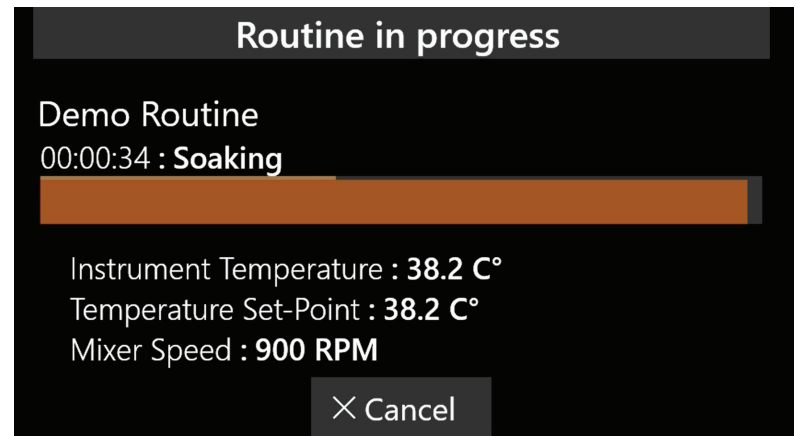 Routine in progress
Demo Routine
00:00:34 : Soaking
Instrument Temperature : 38.2 C°
Temperature Set-Point : 38.2 C°
Mixer Speed : 900 RPM
Cancel